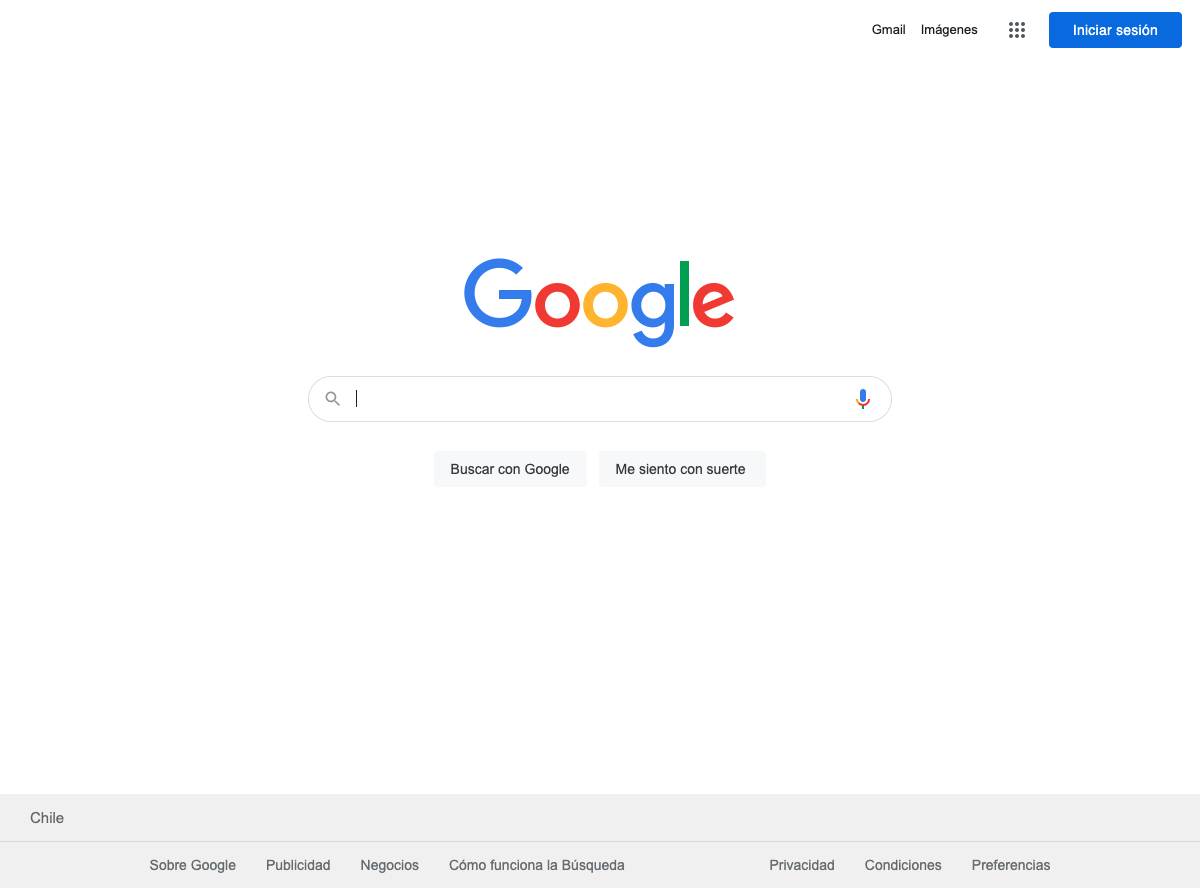 Gmail Imágenes Iniciar sesión
Google
Buscar con Google Me siento con suerte
Chile
Sobre Google Publicidad Negocios Cómo funciona la Búsqueda Privacidad Condiciones Preferencias